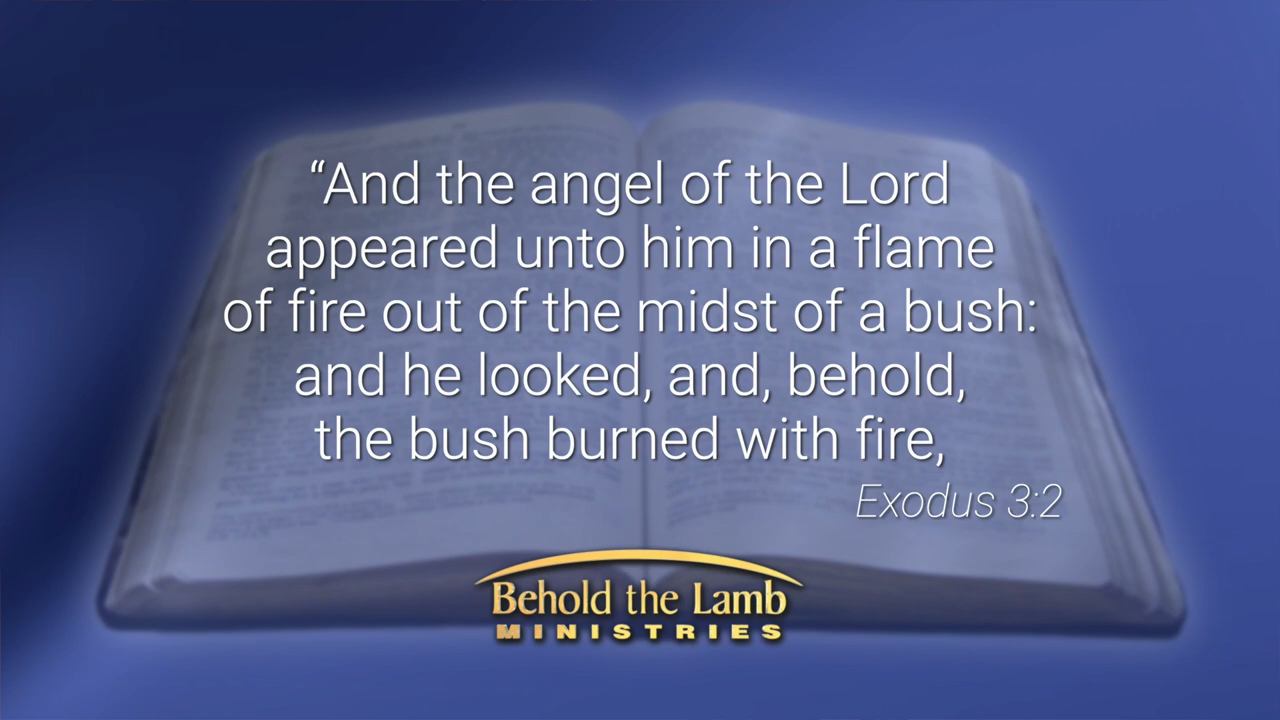 “And the angel of the Lord
appeared unto him in a flame
of fire out of the midst of a bush:
and he looked, and, behold,
the bush burned with fire,
Exodus 3:2
Behold the Lamb
MINISTRIES